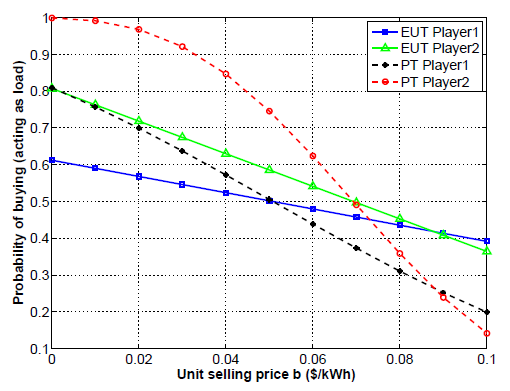 EUT Player1
EUT Player2
PT Player1
PT Player2
Probability of buying (acting as load)
1
0.9
0.8
0.7
0.6
0.5
0.4
0.3
0.2
0.1
0 0.02 0.04 0.06 0.08 0.1
Unit selling price b ($/kWh)